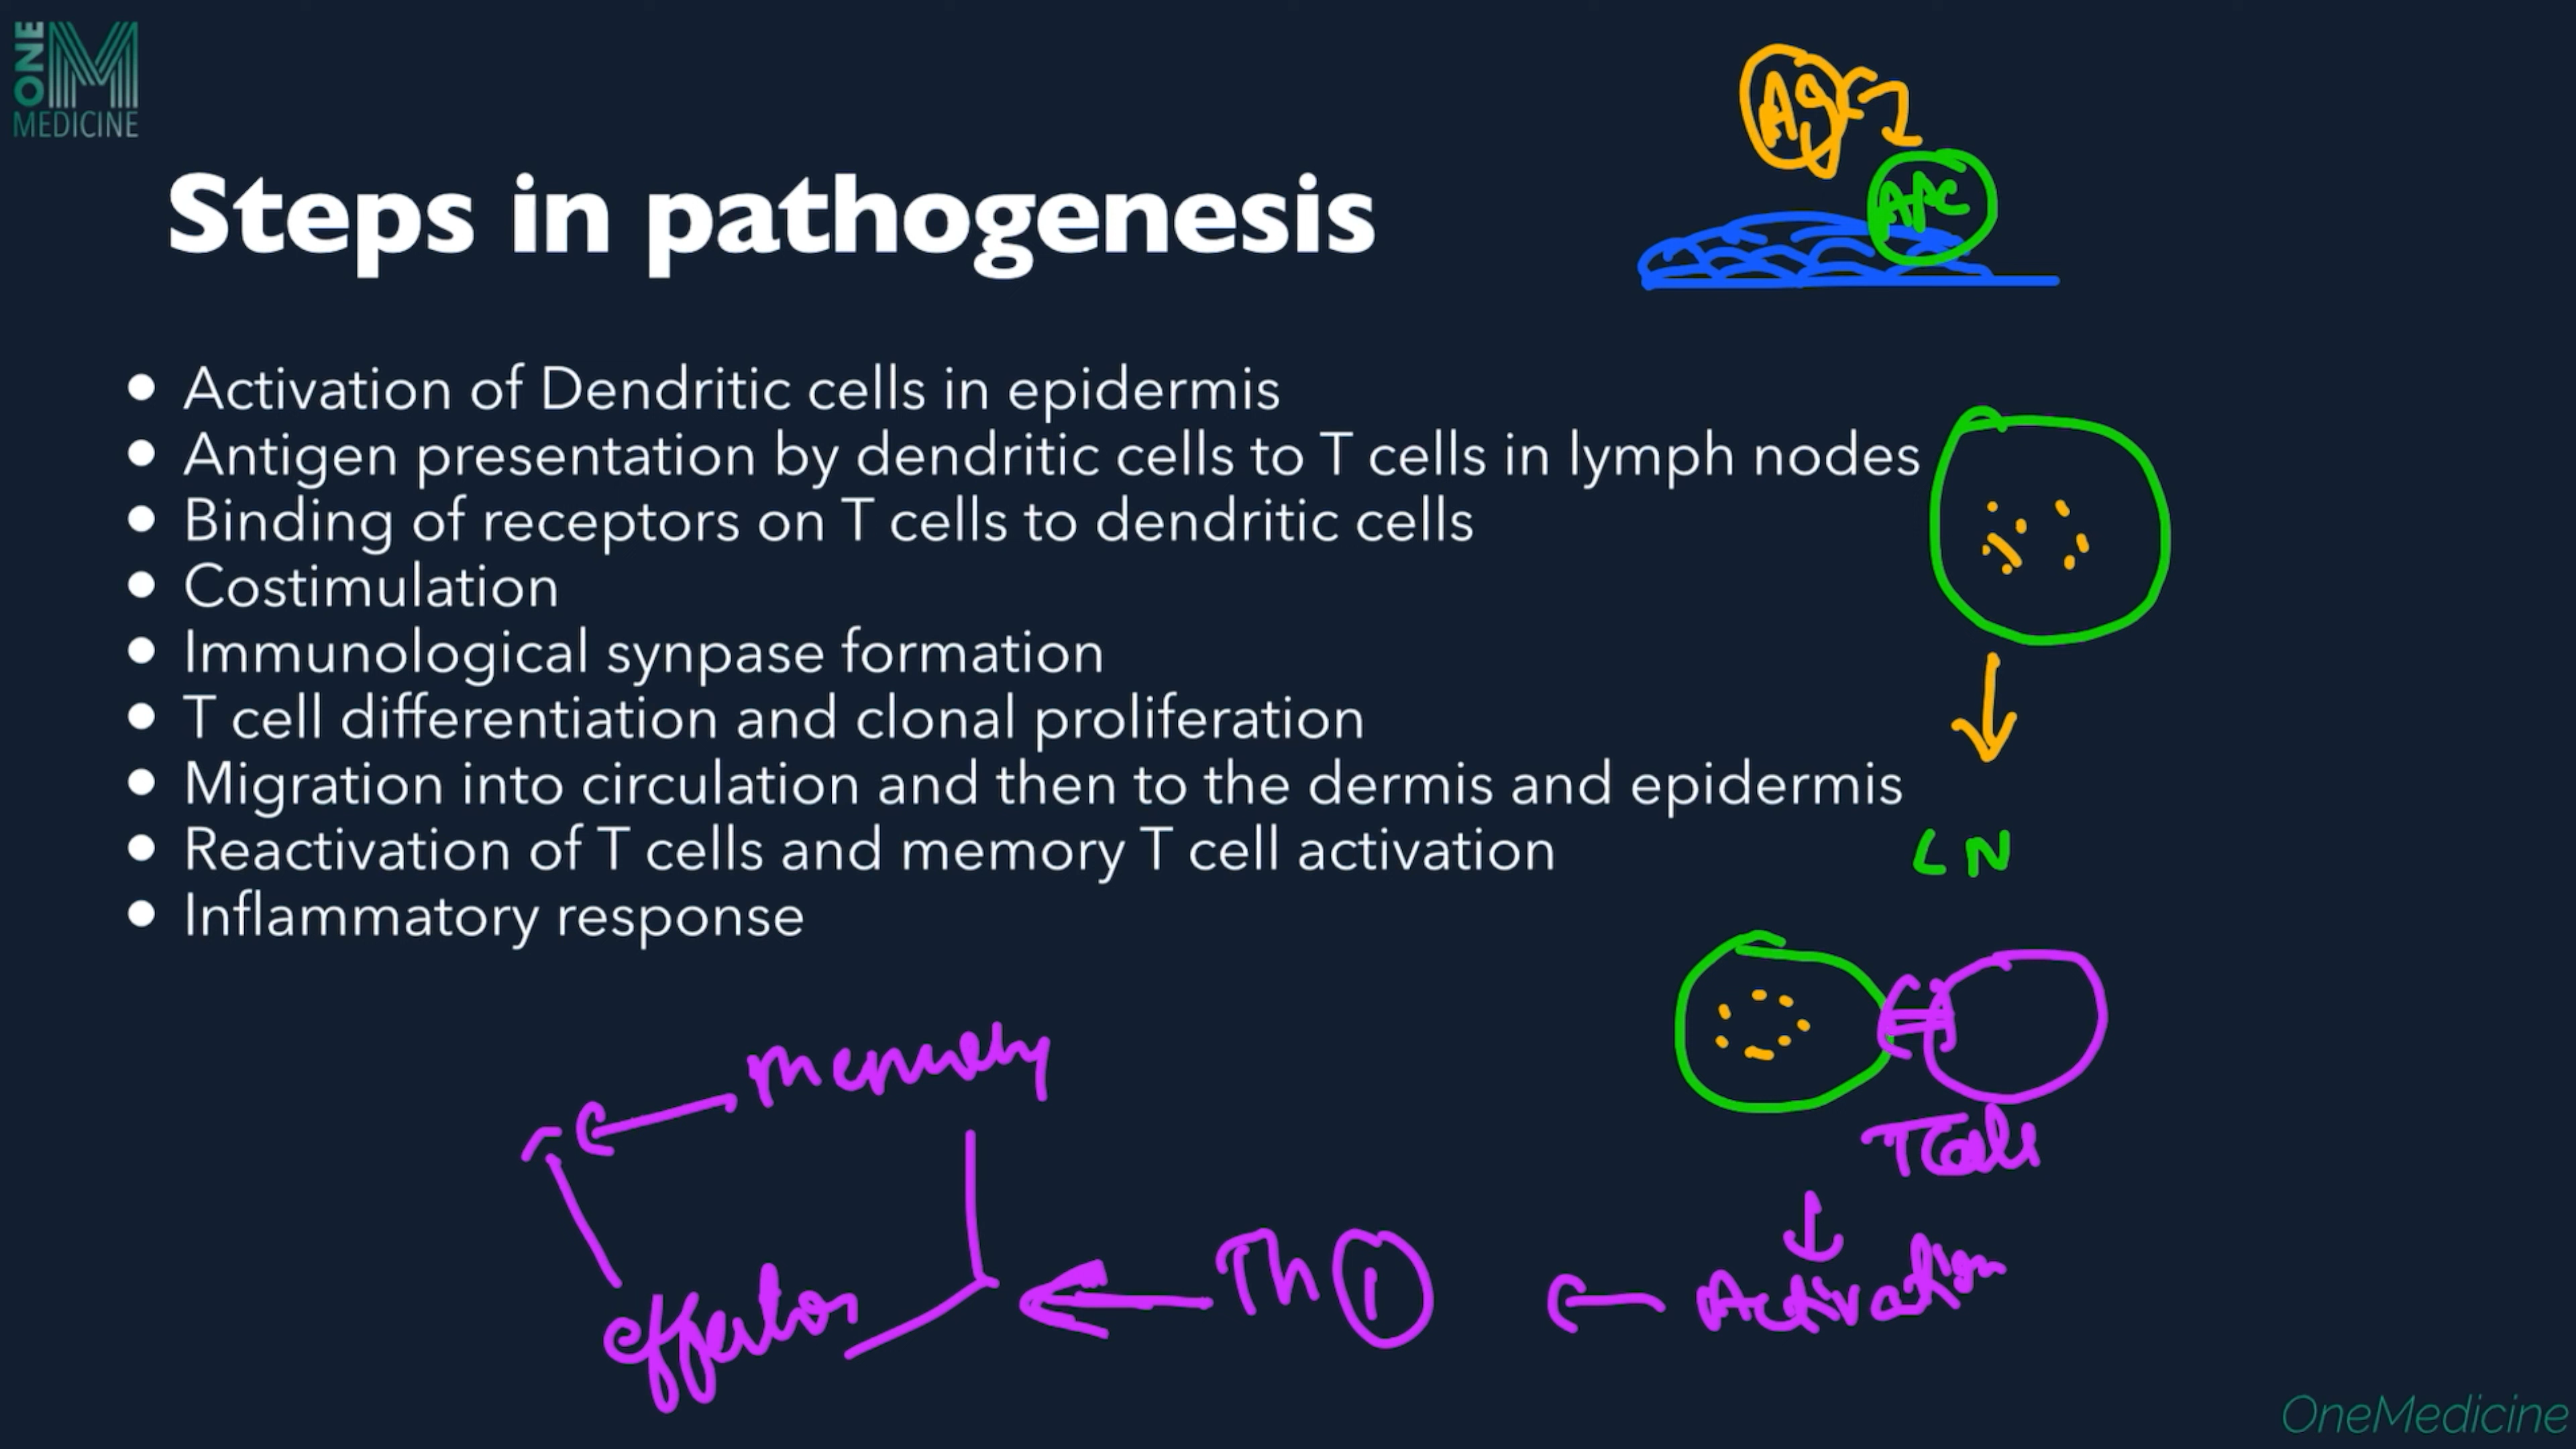 ONE
M
MEDICINE
Ag
APC
Steps in pathogenesis
• Activation of Dendritic cells in epidermis
• Antigen presentation by dendritic cells to T cells in lymph nodes
• Binding of receptors on T cells to dendritic cells
• Costimulation
• Immunological synpase formation
• T cell differentiation and clonal proliferation
• Migration into circulation and then to the dermis and epidermis
• Reactivation of T cells and memory T cell activation
• Inflammatory response
LN
memory
T Cells
effector
Th 1
Activation
OneMedicine